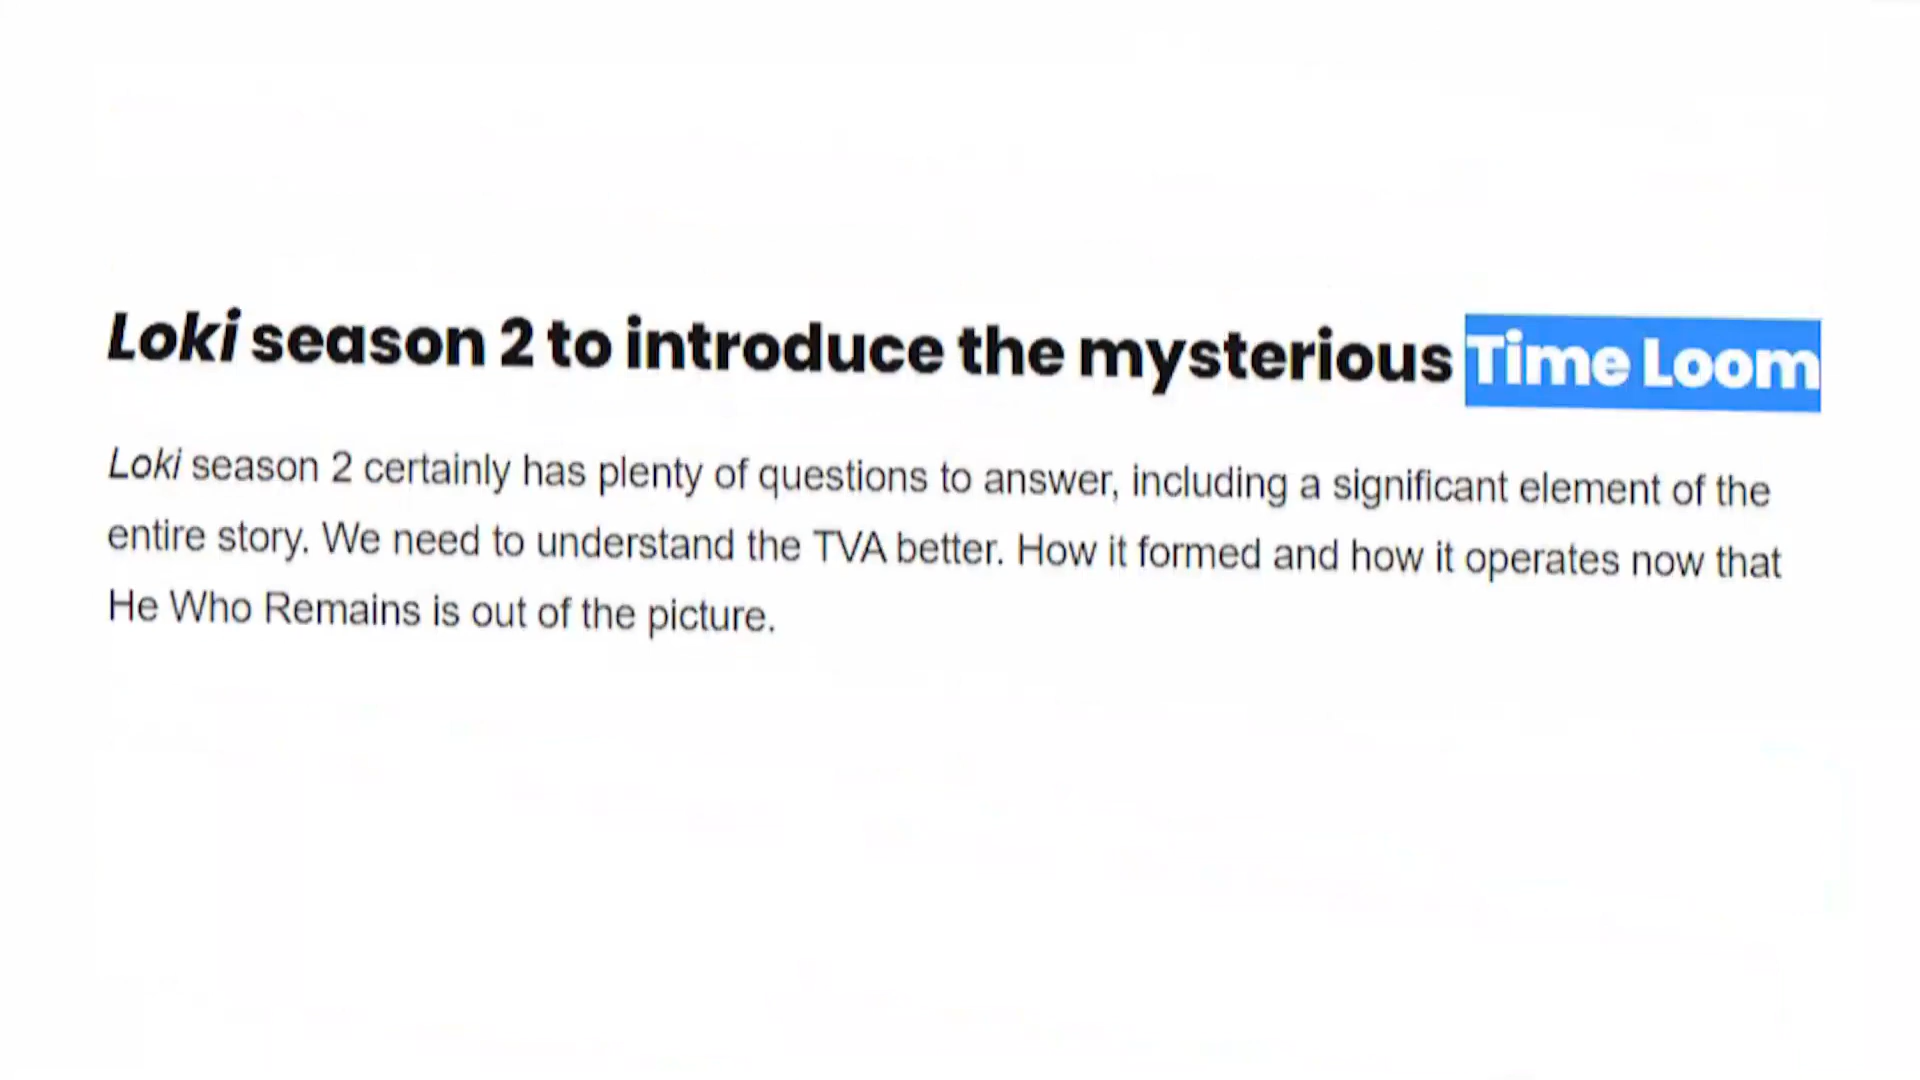 Loki season 2 to introduce the mysterious Time Loom
Loki season 2 certainly has plenty of questions to answer, including a significant element of the
entire story. We need to understand the TVA better. How it formed and how it operates now that
He Who Remains is out of the picture.